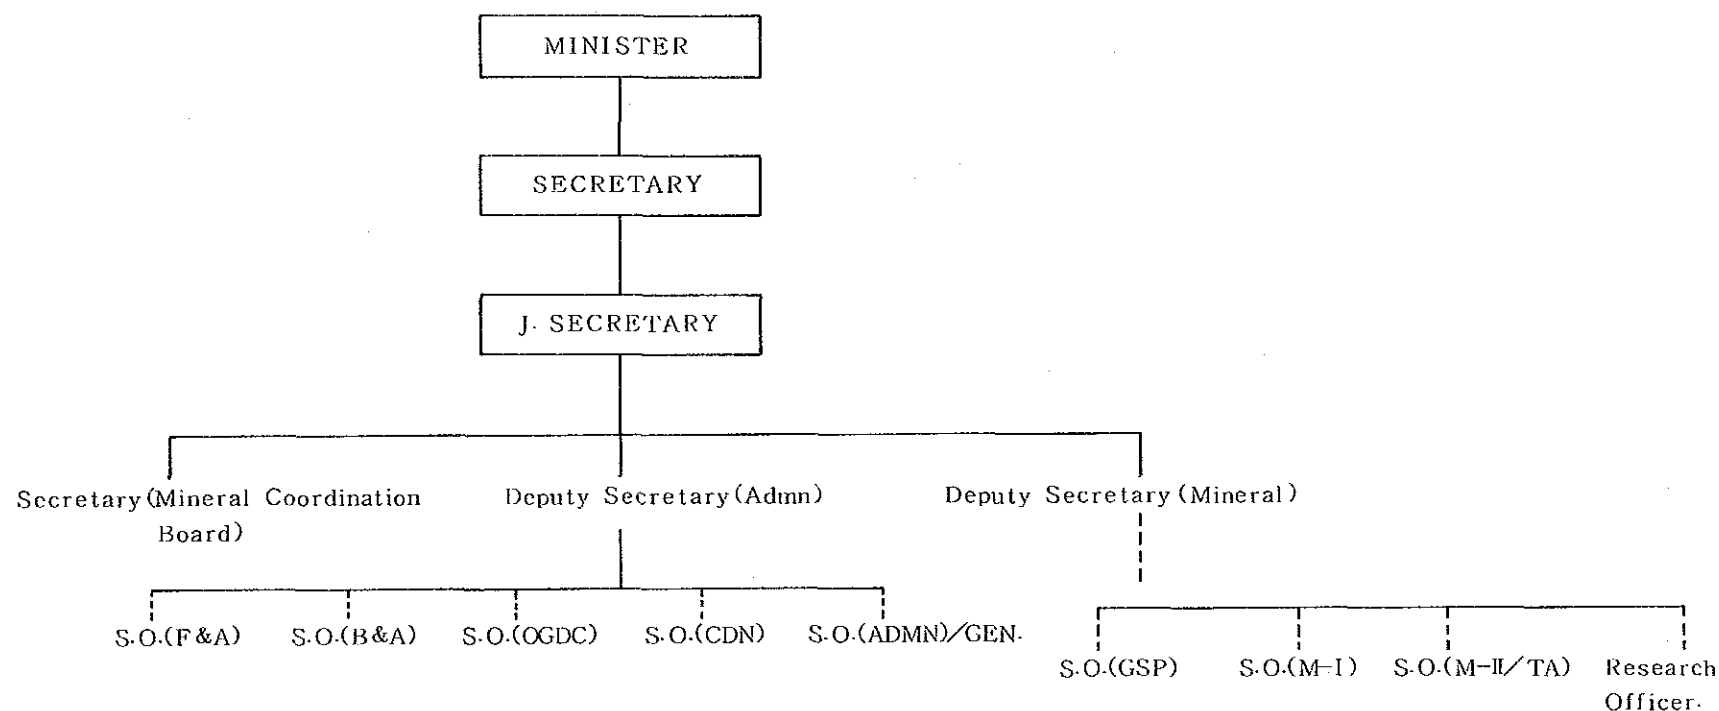 MINISTER
SECRETARY
J. SECRETARY
Secretary(Mineral Coordination
Board)
Deputy Secretary(Admn)
Deputy Secretary(Mineral)
S.O.(F&A)
S.O.(B&A)
S.O.(OGDC)
S.O.(CDN)
S.O.(ADMN)/GEN.
S.O.(GSP)
S.O.(M-I)
S.O.(M-II/TA)
Research
Officer.